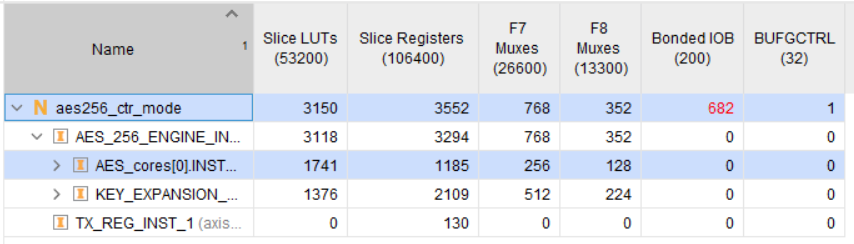 Name 1 Slice LUTs (53200) Slice Registers (106400) F7 Muxes (26600) F8 Muxes (13300) Bonded IOB (200) BUFGCTRL (32)
N aes256_ctr_mode 3150 3552 768 352 682 1
I AES_256_ENGINE_IN... 3118 3294 768 352 0 0
I AES_cores[0].INST... 1741 1185 256 128 0 0
I KEY_EXPANSION_... 1376 2109 512 224 0 0
I TX_REG_INST_1 (axis... 0 130 0 0 0 0